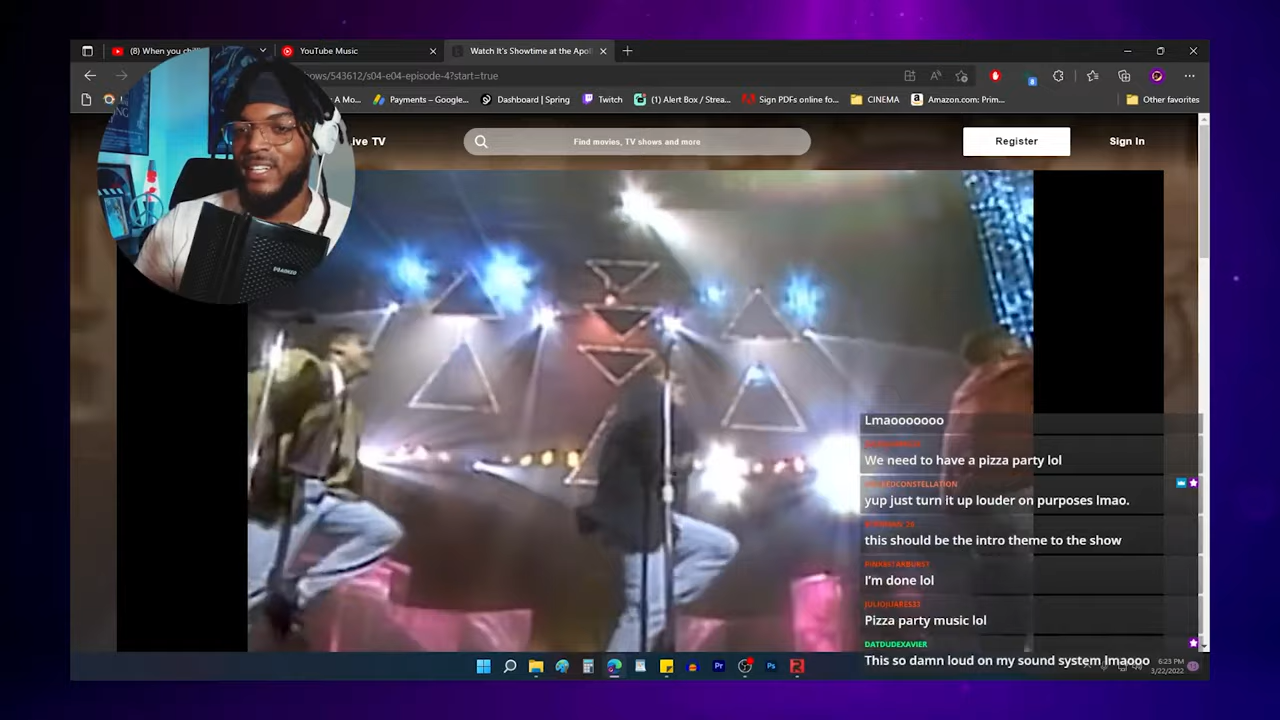 (8) When you chil
YouTube Music
Watch It's Showtime at the Apol
ows/543612/s04-e04-episode-4?start=true
A Mo...
Payments – Google...
Dashboard | Spring
Twitch
(1) Alert Box / Strea...
Sign PDFs online fo...
CINEMA
Amazon.com: Prim...
Other favorites
ive TV
Find movies, TV shows and more
Register
Sign In
Lmaooooooo
We need to have a pizza party lol
yup just turn it up louder on purposes lmao.
this should be the intro theme to the show
PINK8STARBURST
I'm done lol
Pizza party music lol
DATDUDEXAVIER
This so damn loud on my sound system lmaooo
6:23 PM
3/22/2022